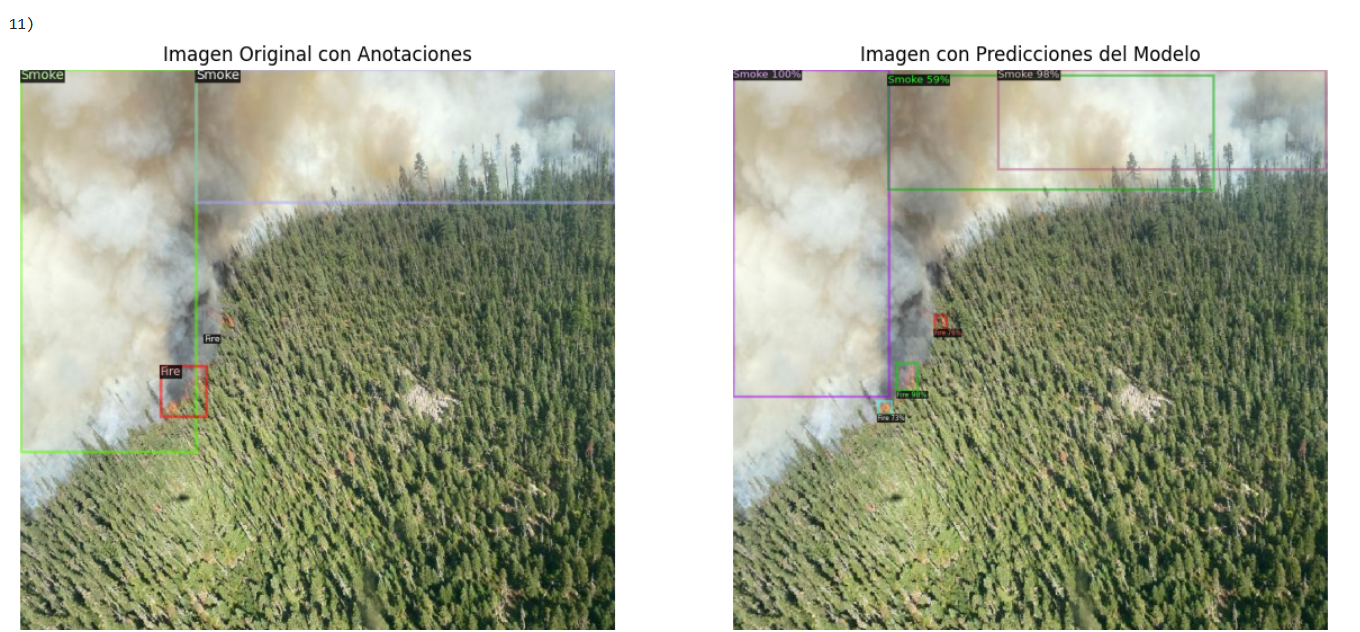 11)
Imagen Original con Anotaciones
Smoke
Smoke
Fire
Fire
Imagen con Predicciones del Modelo
Smoke 100%
Smoke 59%
Smoke 98%
Fire 98%
Fire 73%